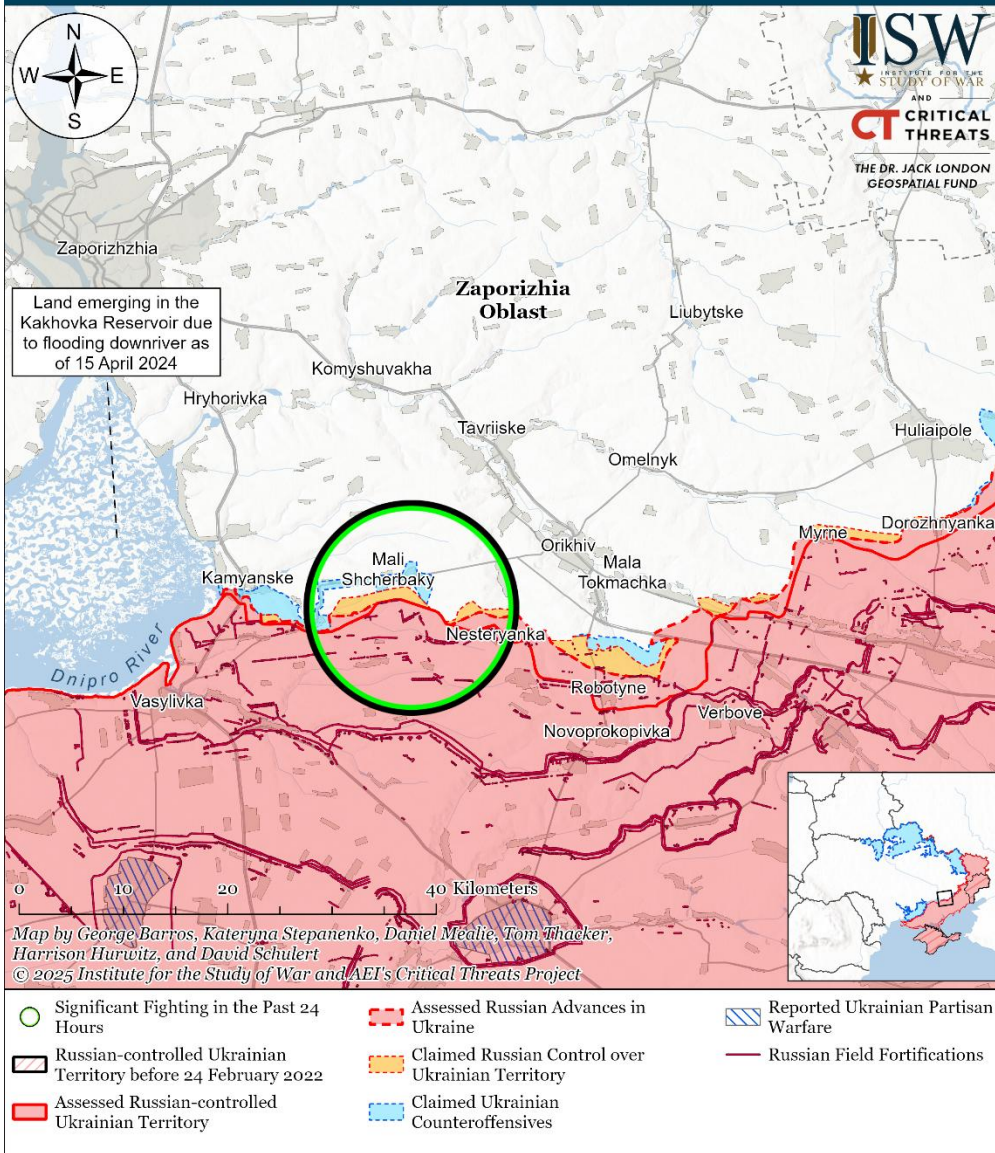 N
W
E
S
ISW
INSTITUTE FOR THE
STUDY OF WAR
AND
CT CRITICAL
THREATS
THE DR. JACK LONDON
GEOSPATIAL FUND
Zaporizhzhia
Land emerging in the
Kakhovka Reservoir due
to flooding downriver as
of 15 April 2024
Zaporizhia
Oblast
Liubytske
Komyshuvakha
Hryhorivka
Tavriiske
Huliaipole
Omelnyk
Dorozhnyanka
Myrne
Orikhiv
Mali
Shcherbaky
Mala
Tokmachka
Kamyanske
Nesteryanka
Dnipro River
Robotyne
Vasylivka
Verbove
Novoprokopivka
0 10 20 40 Kilometers
Map by George Barros, Kateryna Stepanenko, Daniel Mealie, Tom Thacker,
Harrison Hurwitz, and David Schulert
© 2025 Institute for the Study of War and AEI's Critical Threats Project
Significant Fighting in the Past 24
Hours
Russian-controlled Ukrainian
Territory before 24 February 2022
Assessed Russian-controlled
Ukrainian Territory
Assessed Russian Advances in
Ukraine
Claimed Russian Control over
Ukrainian Territory
Claimed Ukrainian
Counteroffensives
Reported Ukrainian Partisan
Warfare
Russian Field Fortifications